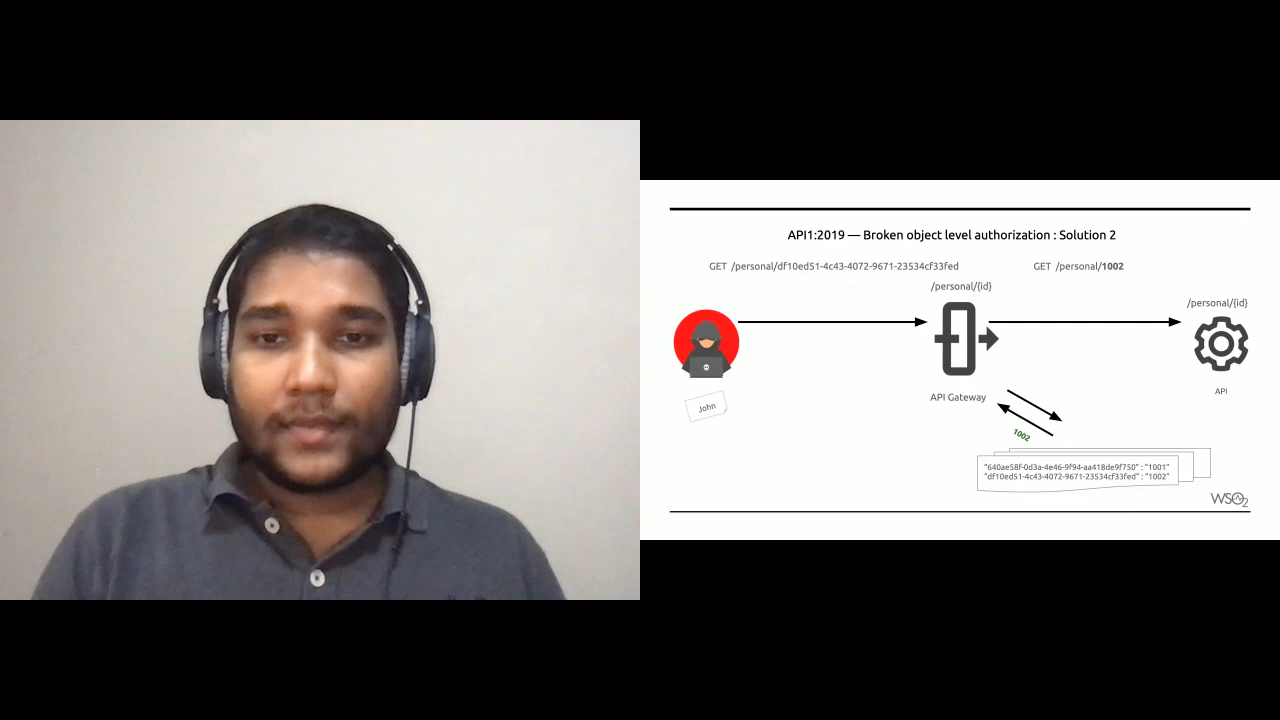 API1:2019 — Broken object level authorization : Solution 2
GET /personal/df10ed51-4c43-4072-9671-23534cf33fed
GET /personal/1002
/personal/{id}
/personal/{id}
John
API Gateway
API
1002
"640ae58f-0d3a-4e46-9f94-aa418de9f750" : "1001"
"df10ed51-4c43-4072-9671-23534cf33fed" : "1002"
WSO2